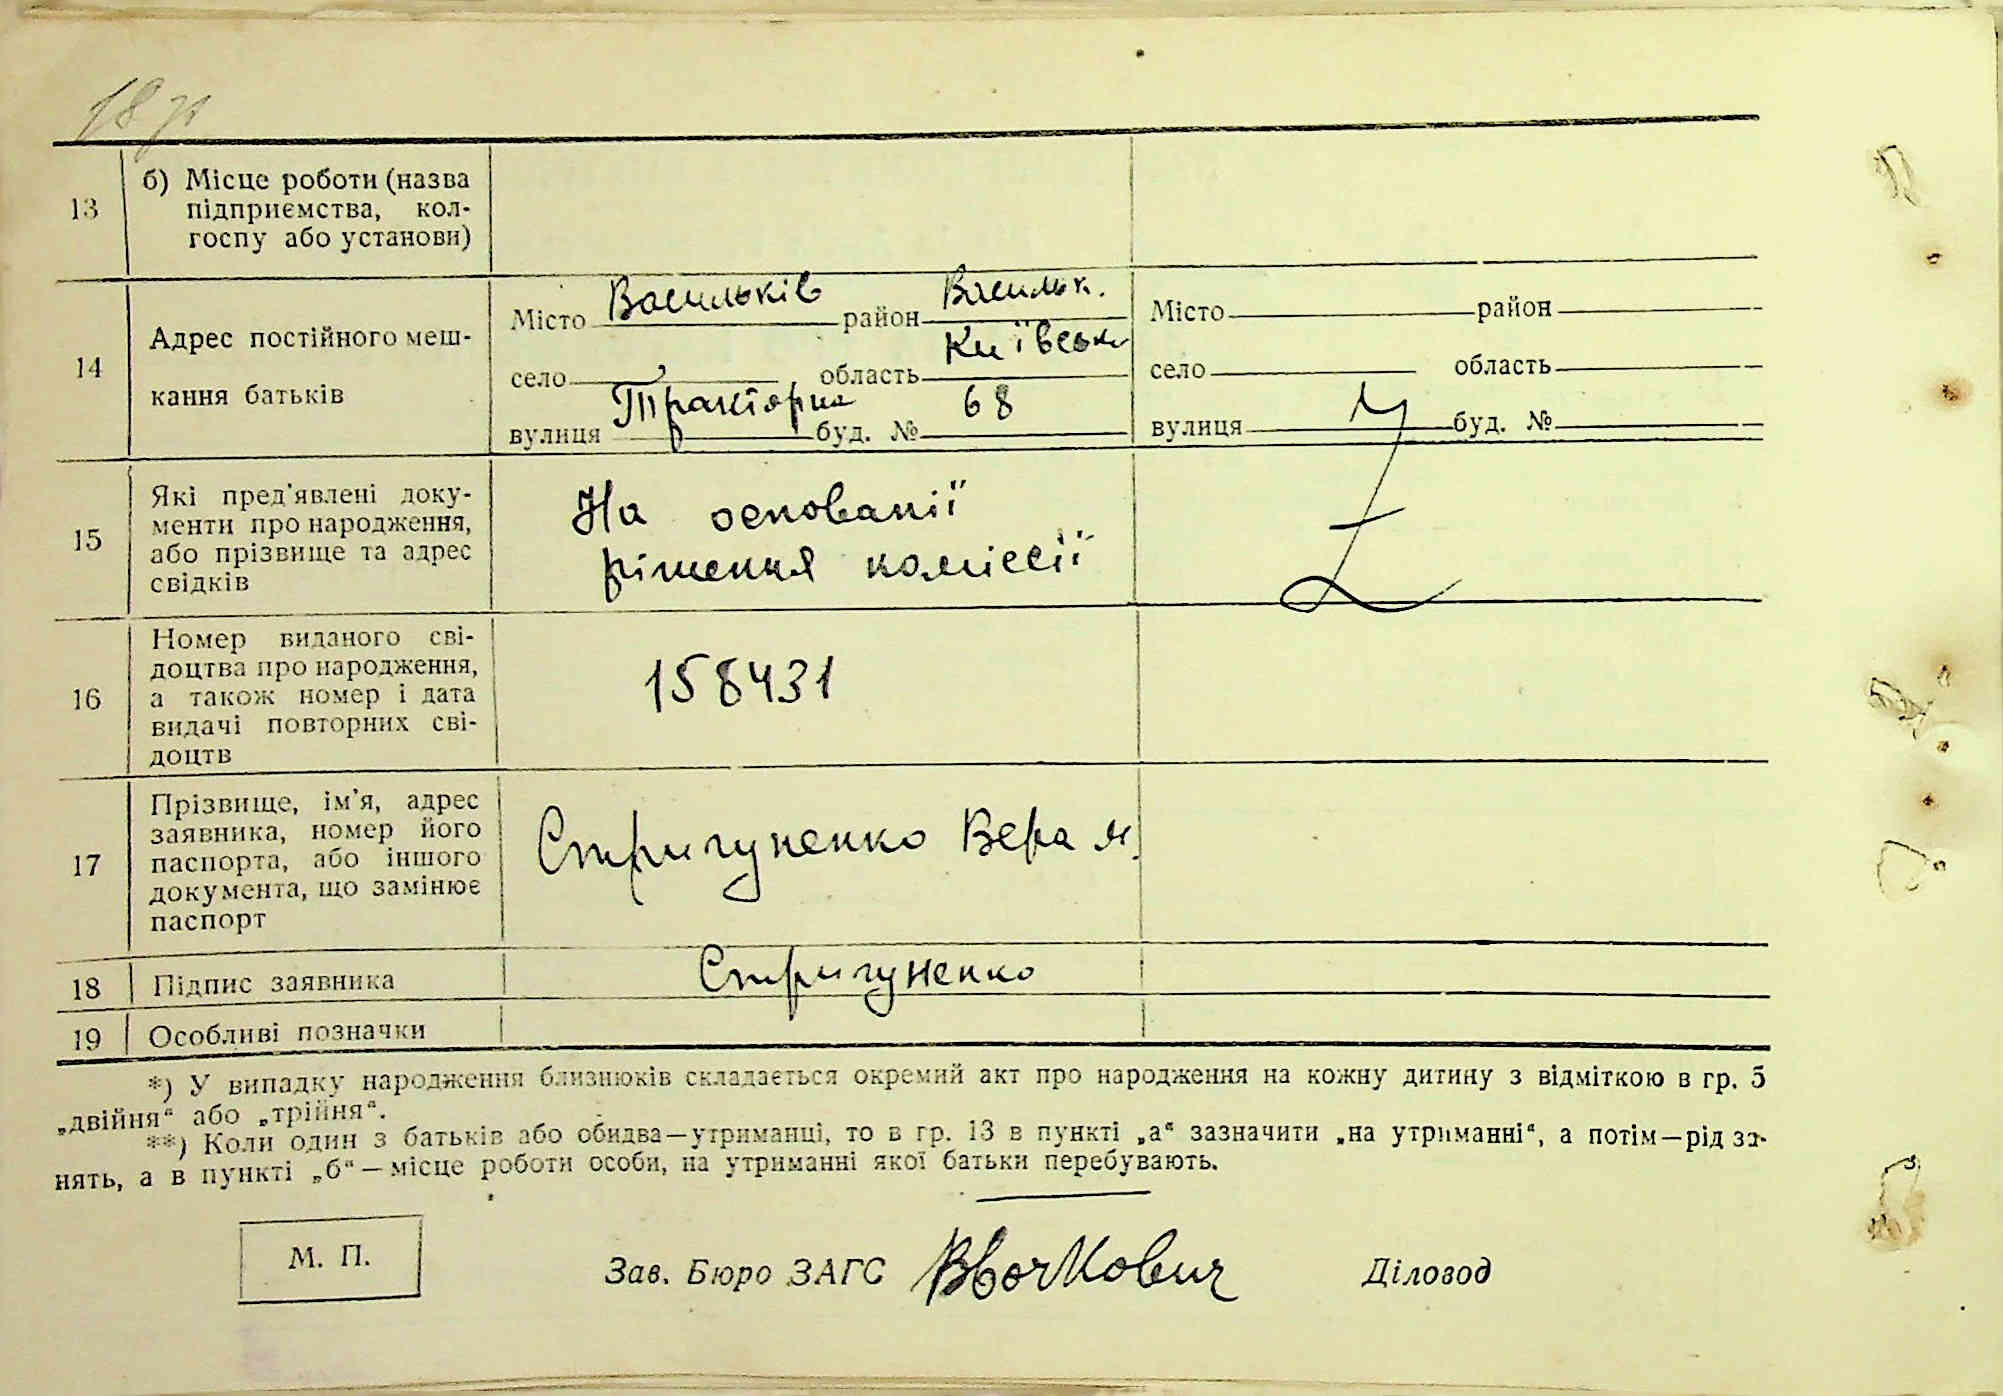 13
б) Місце роботи (назва
підприємства, кол-
госпу або установи)
14
Адрес постійного меш-
кання батьків
Місто Васильків район Васильк.
село область Київськ
вулиця Тракторна буд. № 68
Місто район
село область
вулиця буд. №
15
Які пред'явлені доку-
менти про народження,
або прізвище та адрес
свідків
На основанії
рішення коміссії
16
Номер виданого сві-
доцтва про народження,
а також номер і дата
видачі повторних сві-
доцтв
158431
17
Прізвище, ім'я, адрес
заявника, номер його
паспорта, або іншого
документа, що замінює
паспорт
Стригуненко Вера
18 Підпис заявника Стригуненко
19 Особливі позначки
*) У випадку народження близнюків складається окремий акт про народження на кожну дитину з відміткою в гр. 5
„двійня“ або „трійня“.
**) Коли один з батьків або обидва—утриманці, то в гр. 13 в пункті „а“ зазначити „на утриманні“, а потім—рід за-
нять, а в пункті „б“—місце роботи особи, на утриманні якої батьки перебувають.
М. П.
Зав. Бюро ЗАГС
Діловод